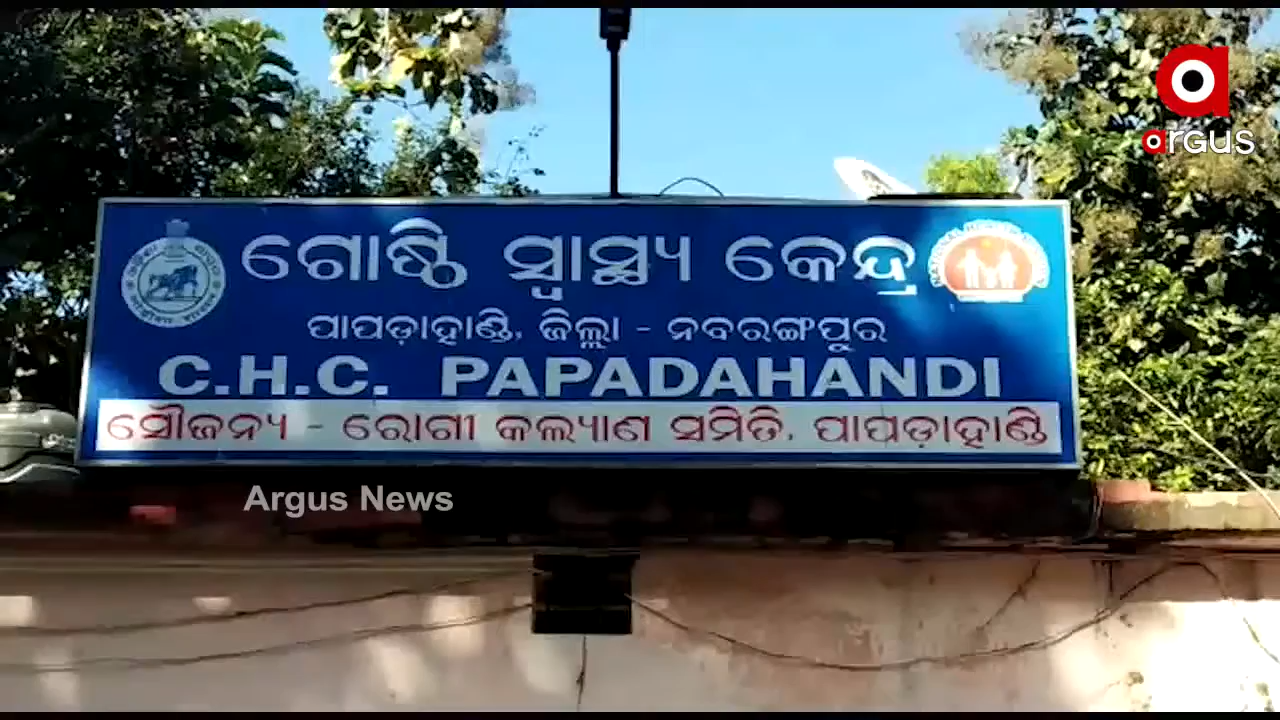 argus
ଗୋଷ୍ଠି ସ୍ୱାସ୍ଥ୍ୟ କେନ୍ଦ୍ର
ପାପଡ଼ାହାଣ୍ଡି, ଜିଲ୍ଲା - ନବରଙ୍ଗପୁର
C.H.C. PAPADAHANDI
ସୌଜନ୍ୟ - ରୋଗୀ କଲ୍ୟାଣ ସମିତି, ପାପଡ଼ାହାଣ୍ଡି
Argus News